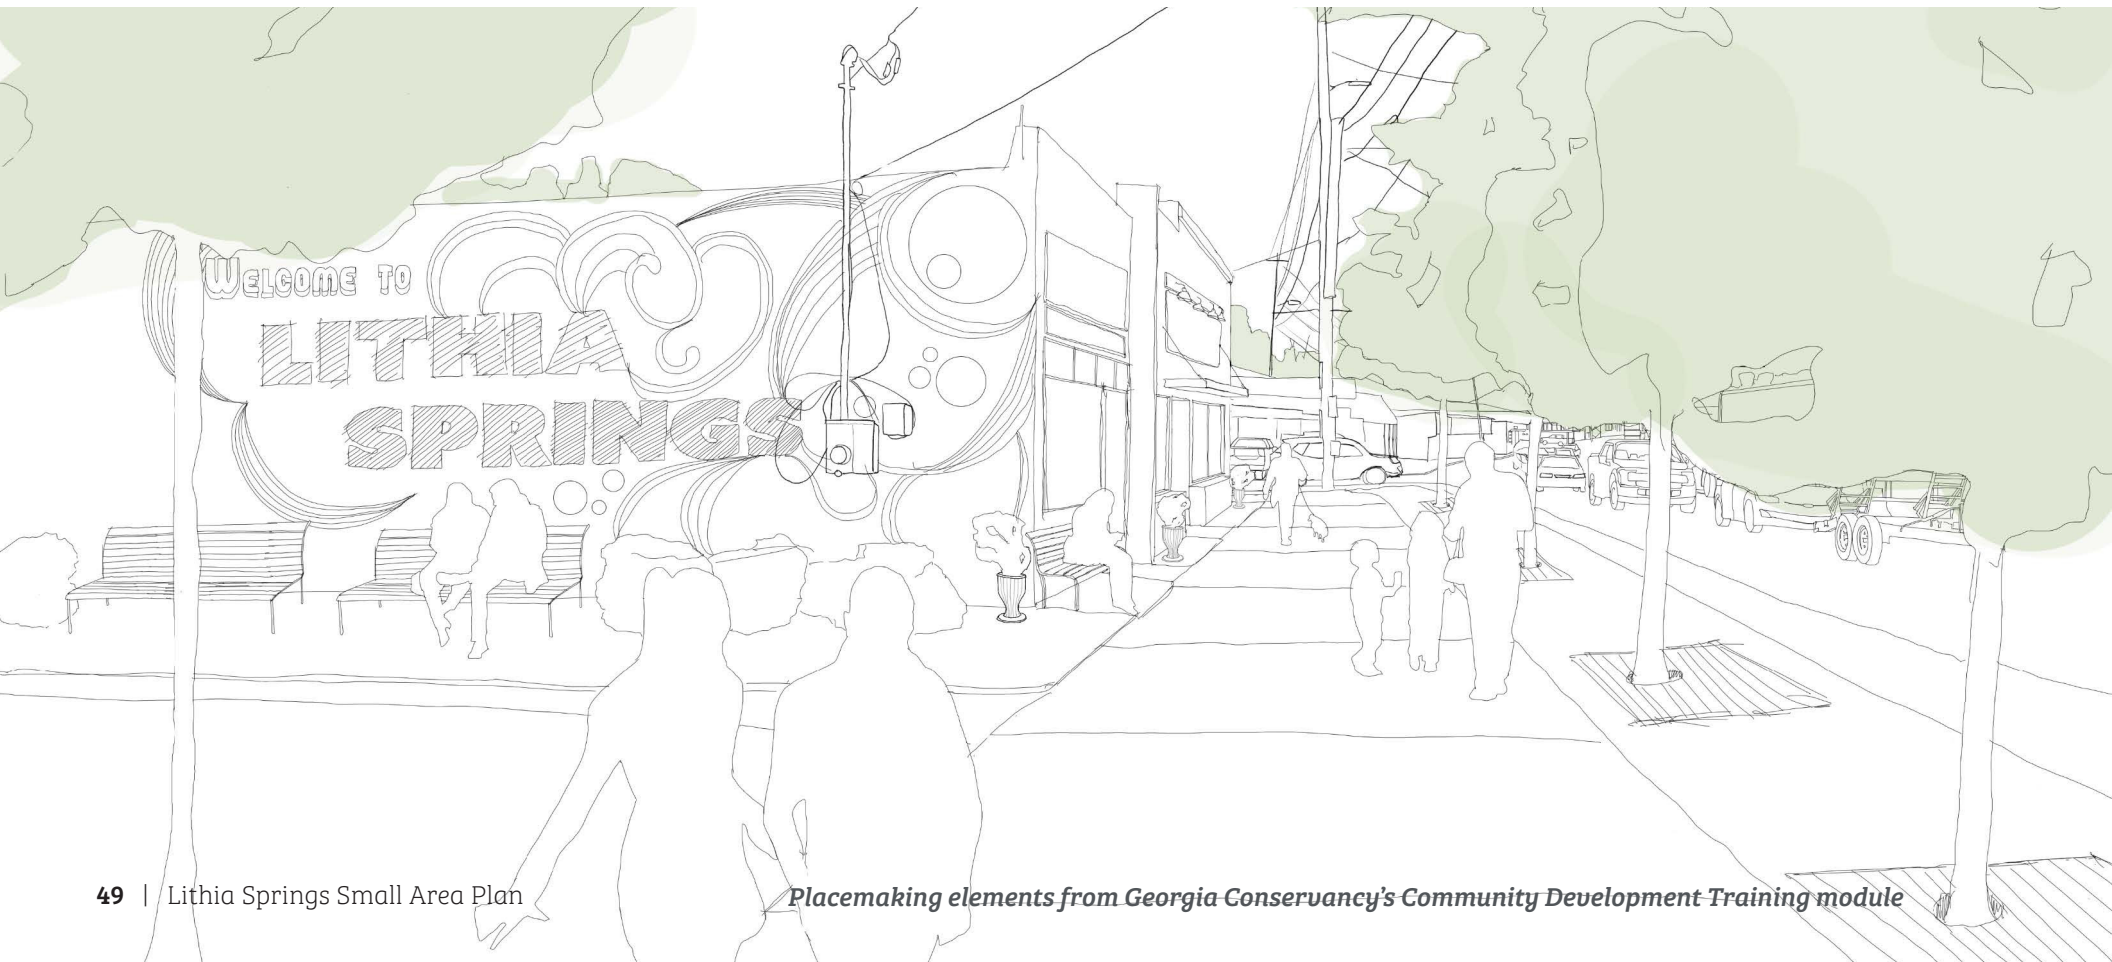 WELCOME TO
LITHIA
SPRINGS
49 | Lithia Springs Small Area Plan
Placemaking elements from Georgia Conservancy's Community Development Training module